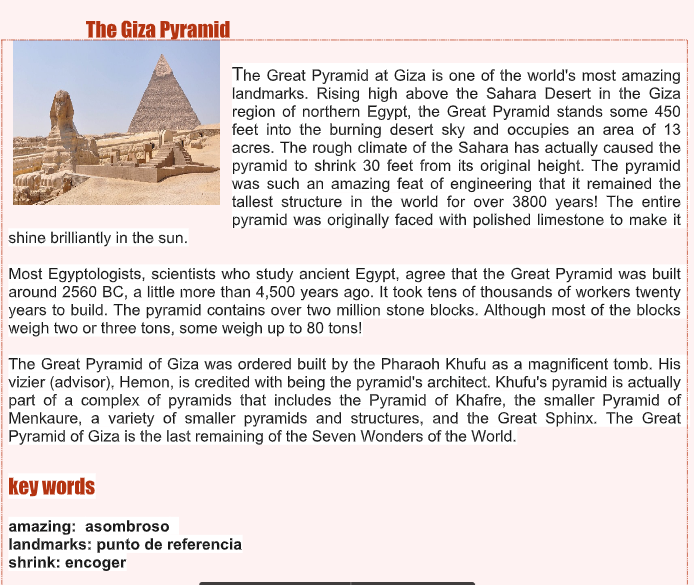 The Giza Pyramid
The Great Pyramid at Giza is one of the world's most amazing
landmarks. Rising high above the Sahara Desert in the Giza
region of northern Egypt, the Great Pyramid stands some 450
feet into the burning desert sky and occupies an area of 13
acres. The rough climate of the Sahara has actually caused the
pyramid to shrink 30 feet from its original height. The pyramid
was such an amazing feat of engineering that it remained the
tallest structure in the world for over 3800 years! The entire
pyramid was originally faced with polished limestone to make it
shine brilliantly in the sun.
Most Egyptologists, scientists who study ancient Egypt, agree that the Great Pyramid was built
around 2560 BC, a little more than 4,500 years ago. It took tens of thousands of workers twenty
years to build. The pyramid contains over two million stone blocks. Although most of the blocks
weigh two or three tons, some weigh up to 80 tons!
The Great Pyramid of Giza was ordered built by the Pharaoh Khufu as a magnificent tomb. His
vizier (advisor), Hemon, is credited with being the pyramid's architect. Khufu's pyramid is actually
part of a complex of pyramids that includes the Pyramid of Khafre, the smaller Pyramid of
Menkaure, a variety of smaller pyramids and structures, and the Great Sphinx. The Great
Pyramid of Giza is the last remaining of the Seven Wonders of the World.
key words
amazing: asombroso
landmarks: punto de referencia
shrink: encoger